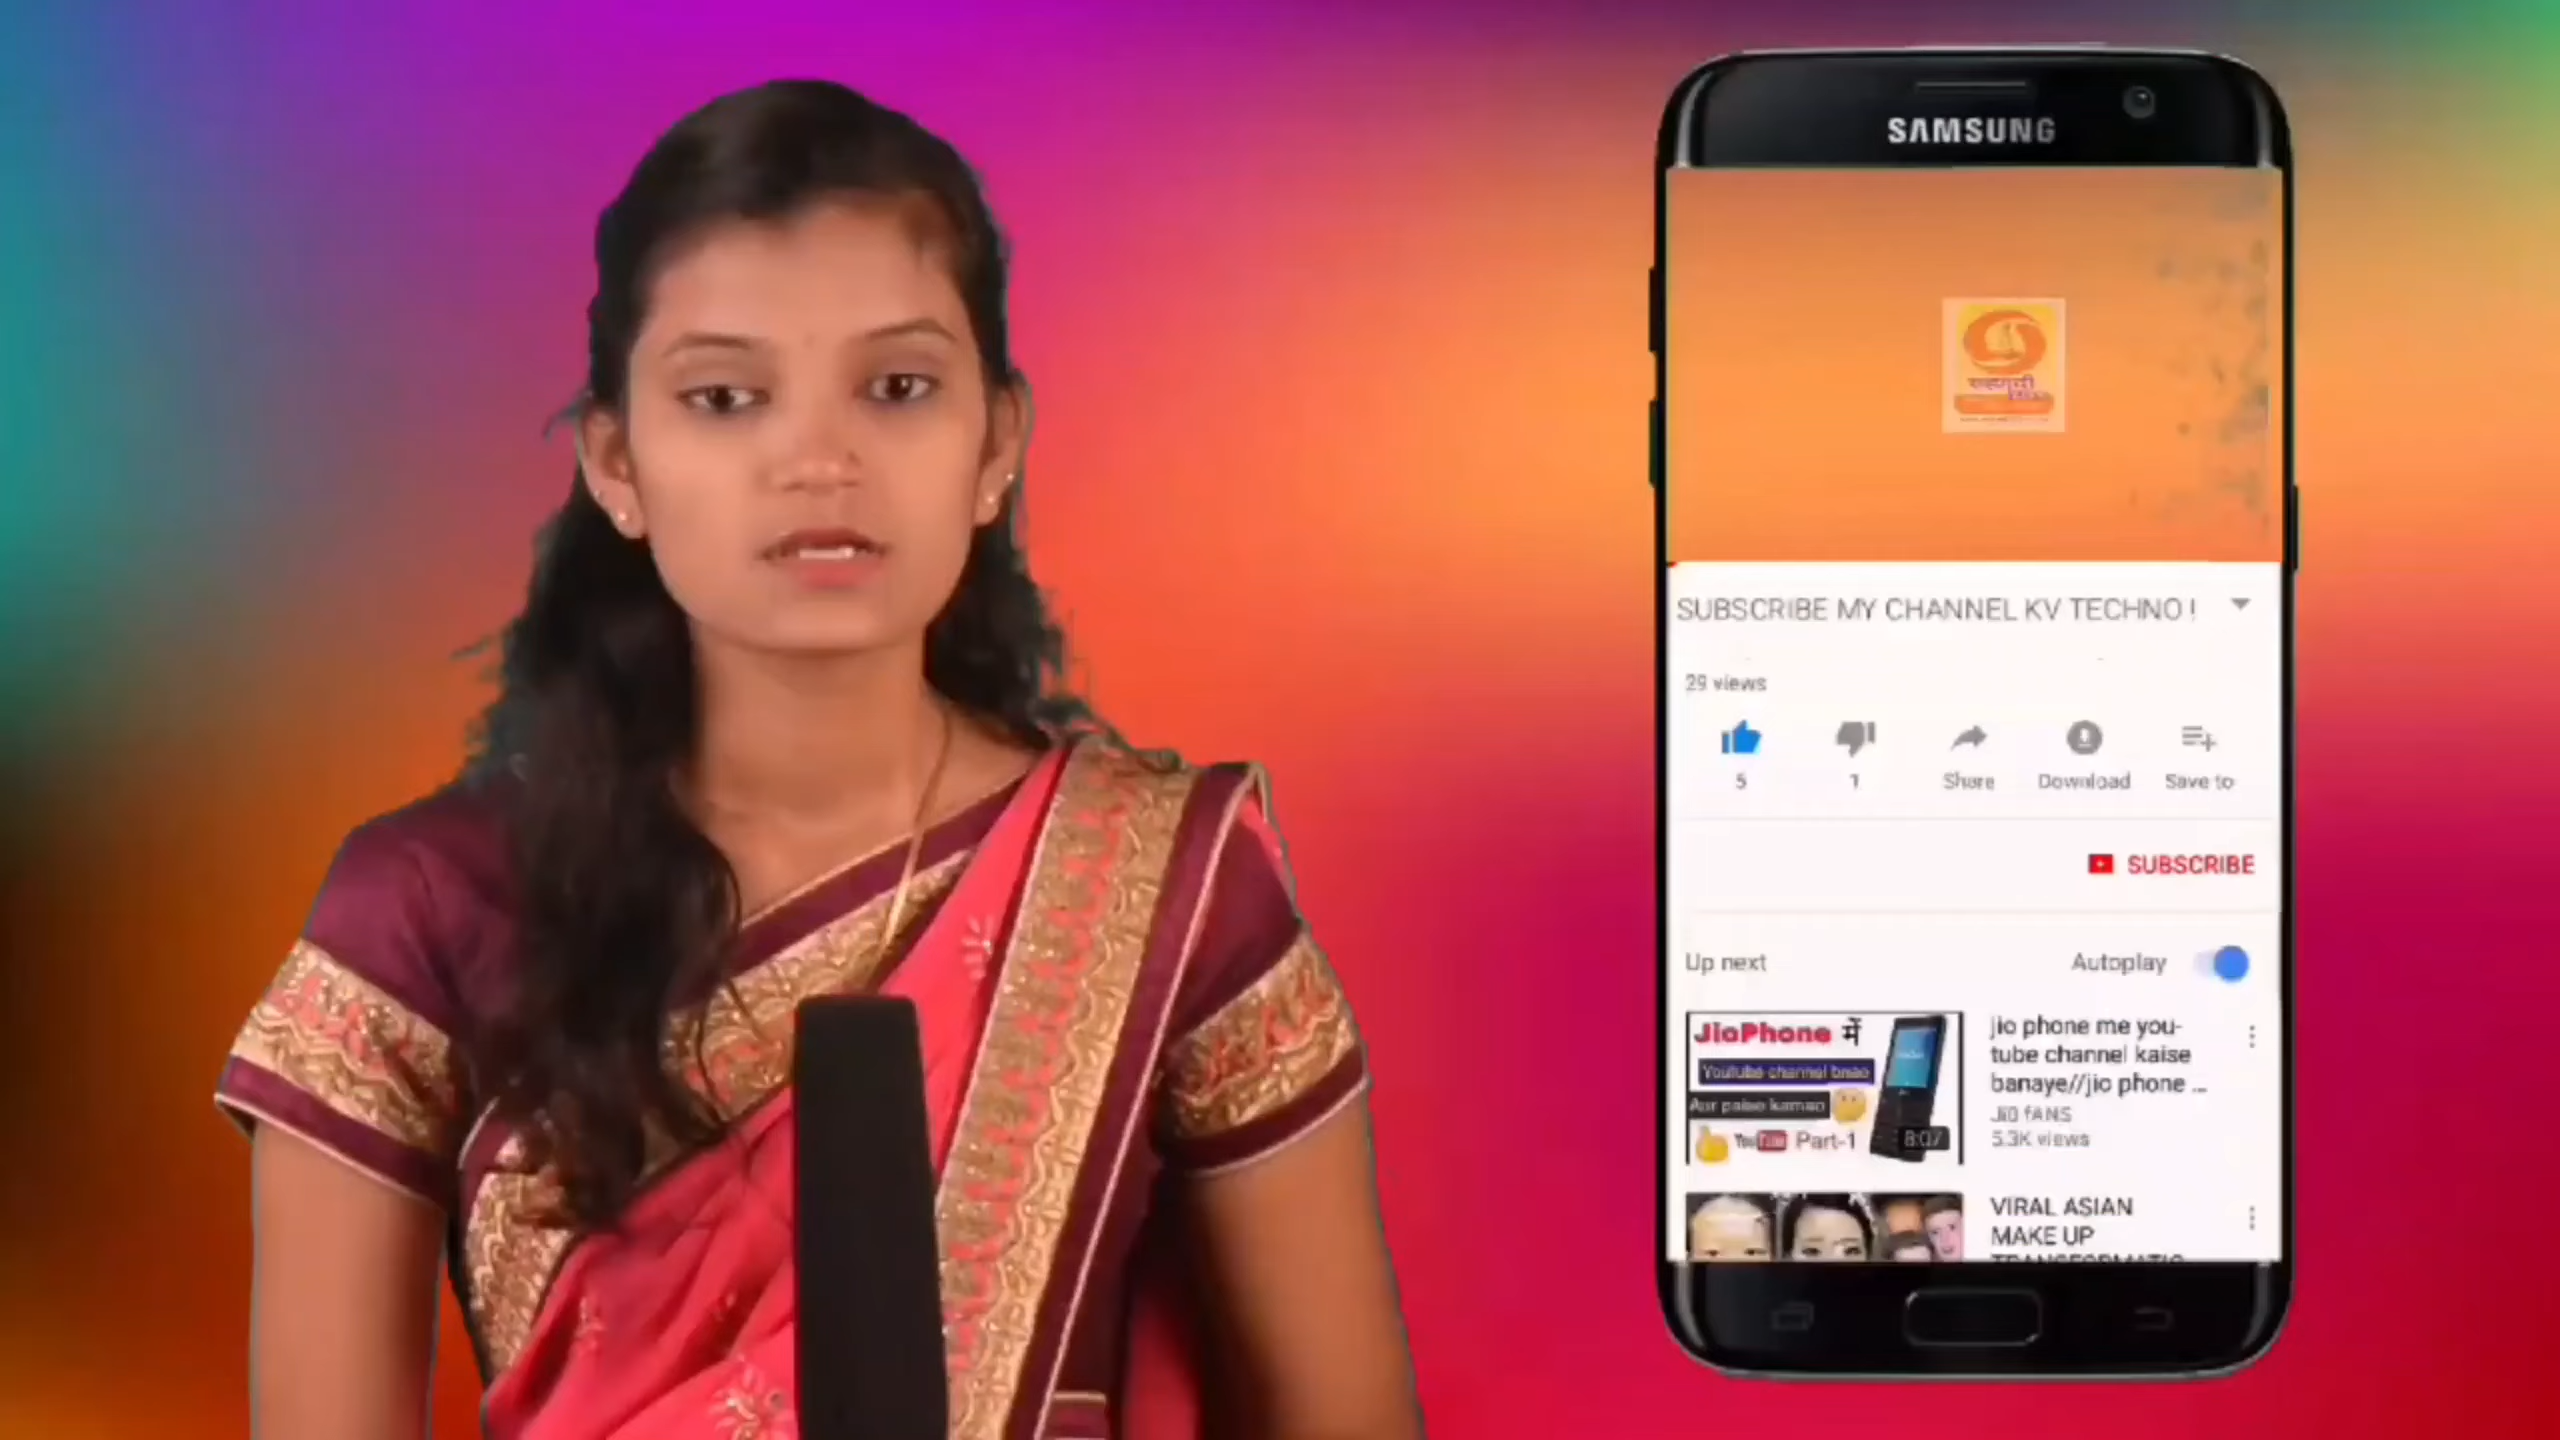 SAMSUNG
SUBSCRIBE MY CHANNEL KV TECHNO !
29 views
5
1
Share
Download
Save to
SUBSCRIBE
Up next
Autoplay
JioPhone में
Youtube channel bnao
Aur paise kamao
YouTube Part-1
8:07
jio phone me you-
tube channel kaise
banaye//jio phone ...
Jio fANS
5.3K views
VIRAL ASIAN
MAKE UP